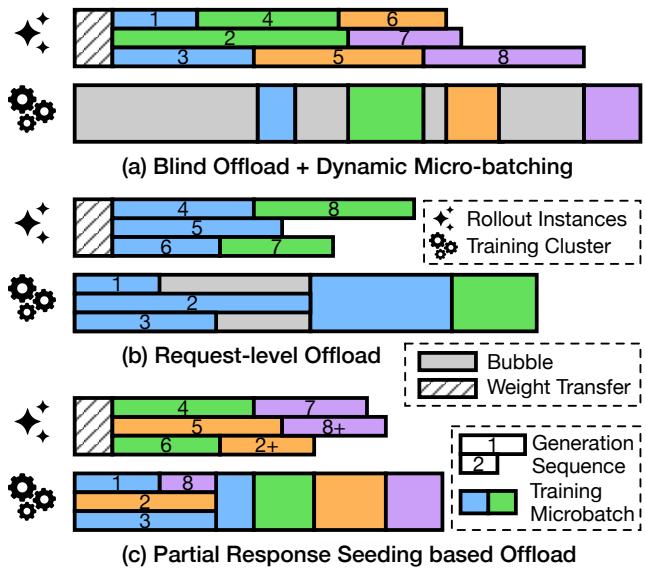 1 4 6
2 7
3 5 8
(a) Blind Offload + Dynamic Micro-batching
4 8
5
6 7
Rollout Instances
Training Cluster
1
2
3
(b) Request-level Offload
Bubble
Weight Transfer
4 7
5 8+
6 2+
1 8
2
3
1 Generation
2 Sequence
Training
Microbatch
(c) Partial Response Seeding based Offload